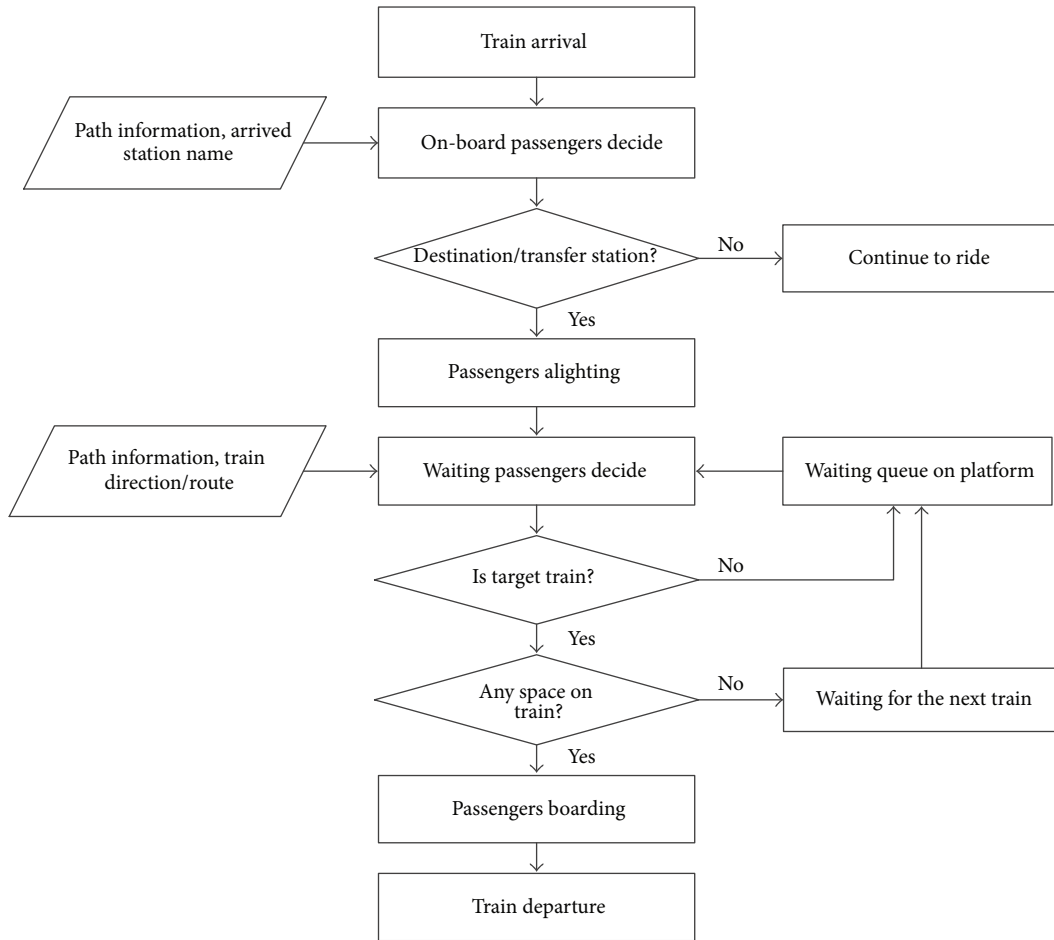 Train arrival
Path information, arrived
station name
On-board passengers decide
Destination/transfer station?
No
Continue to ride
Yes
Passengers alighting
Path information, train
direction/route
Waiting passengers decide
Waiting queue on platform
Is target train?
No
Yes
Any space on
train?
No
Waiting for the next train
Yes
Passengers boarding
Train departure